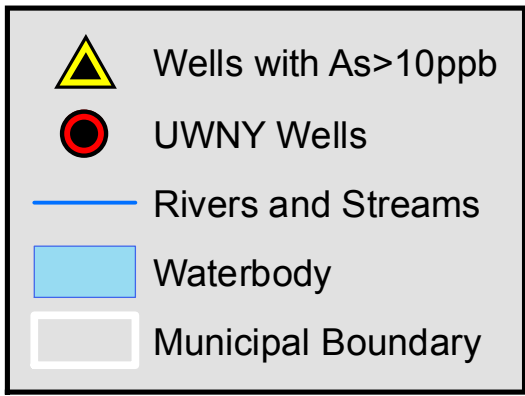 Wells with As>10ppb
UWNY Wells
Rivers and Streams
Waterbody
Municipal Boundary